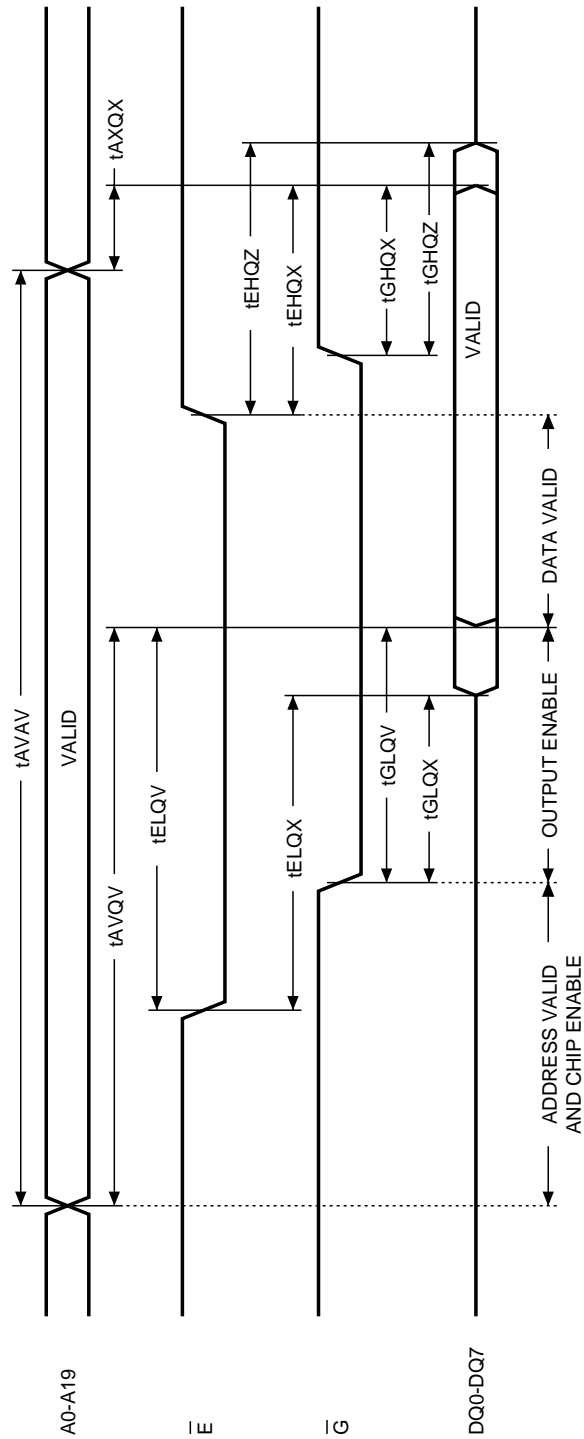 A0-A19
VALID
tAVAV
tAVQV
tAXQX
E
tELQV
tEHQZ
tELQX
tEHQX
G
tGLQV
tGHQX
tGLQX
tGHQZ
DQ0-DQ7
VALID
ADDRESS VALID
AND CHIP ENABLE
OUTPUT ENABLE
DATA VALID